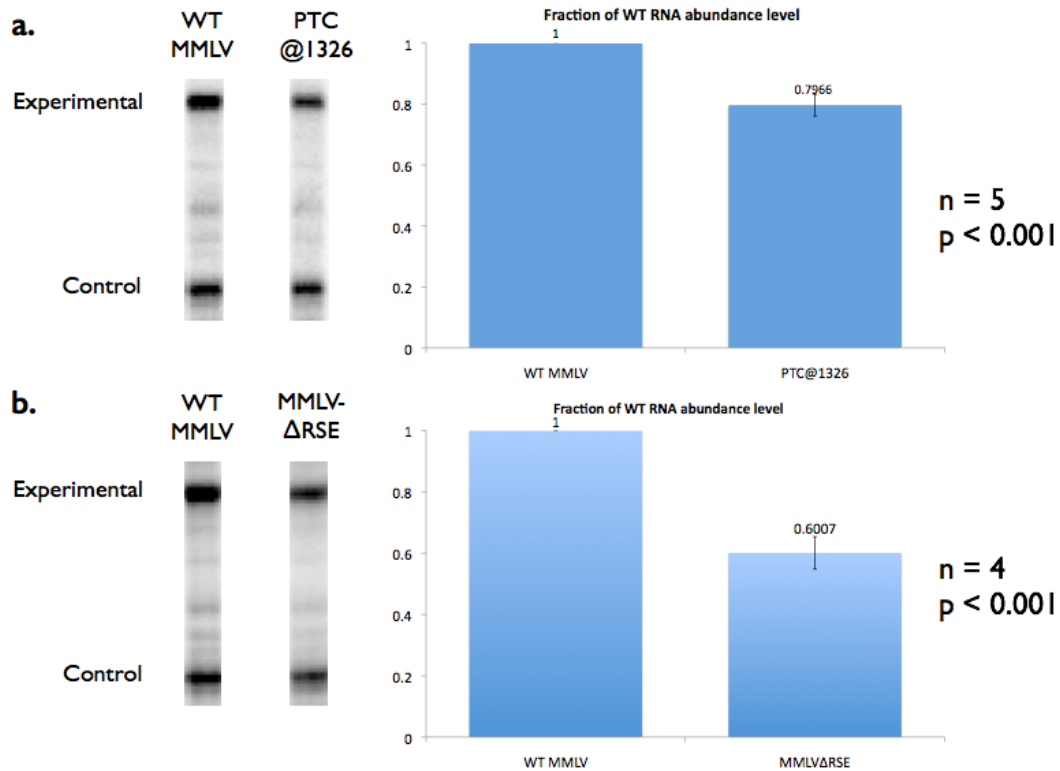 a.
WT
MMLV
PTC
@1326
Experimental
Control
Fraction of WT RNA abundance level
1
0.8
0.6
0.4
0.2
0
1
0.7966
WT MMLV
PTC@1326
n = 5
p < 0.001
b.
WT
MMLV
MMLV-
ΔRSE
Experimental
Control
Fraction of WT RNA abundance level
1
0.8
0.6
0.4
0.2
0
1
0.6007
WT MMLV
MMLVΔRSE
n = 4
p < 0.001